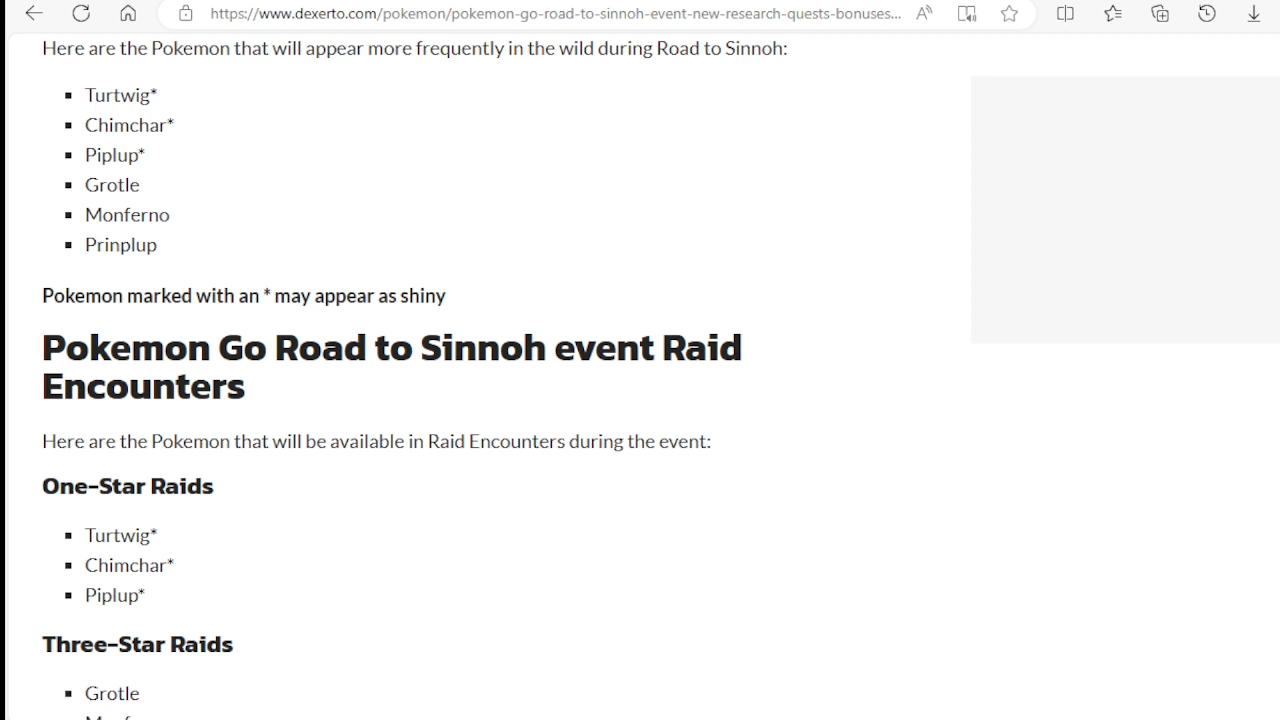 https://www.dexerto.com/pokemon/pokemon-go-road-to-sinnoh-event-new-research-quests-bonuses...
Here are the Pokemon that will appear more frequently in the wild during Road to Sinnoh:
Turtwig*
Chimchar*
Piplup*
Grotle
Monferno
Prinplup
Pokemon marked with an * may appear as shiny
Pokemon Go Road to Sinnoh event Raid
Encounters
Here are the Pokemon that will be available in Raid Encounters during the event:
One-Star Raids
Turtwig*
Chimchar*
Piplup*
Three-Star Raids
Grotle